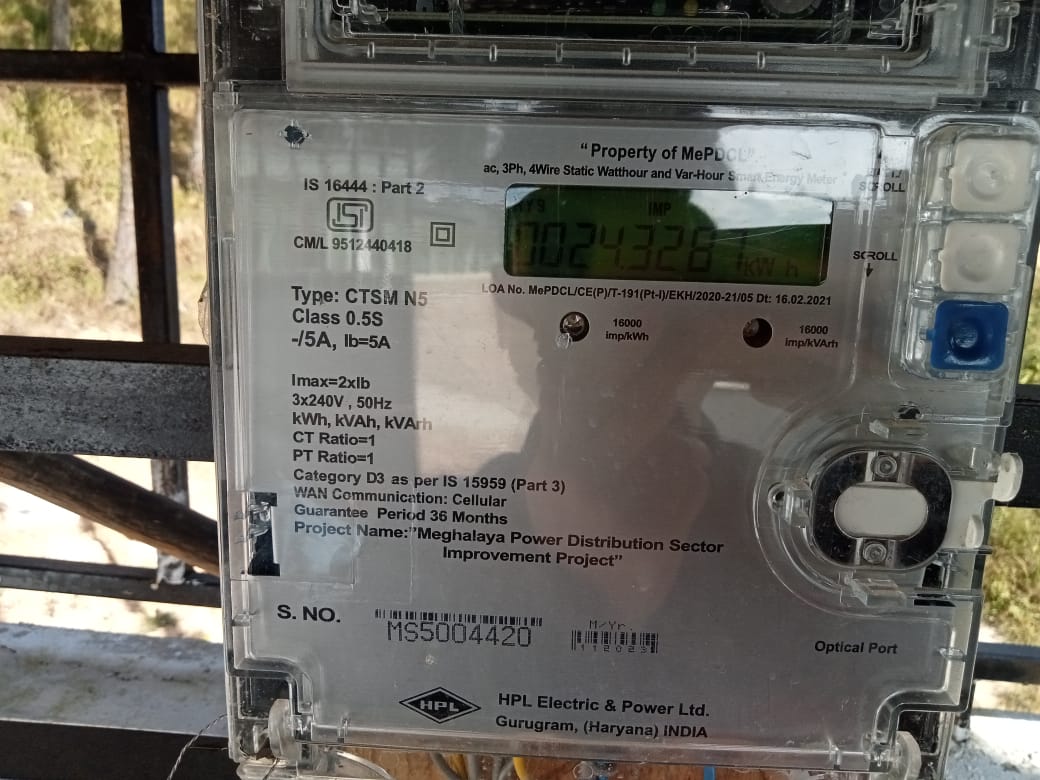 "Property of MePDCL"
ac, 3Ph, 4Wire Static Watthour and Var-Hour Smart Energy Meter
IS 16444 : Part 2
ISI
CM/L 9512440418
SCROLL
IMP
0024.3281 kWh
SCROLL
LOA No. MePDCL/CE(P)/T-191(Pt-I)/EKH/2020-21/05 Dt: 16.02.2021
Type: CTSM N5
Class 0.5S
-/5A, Ib=5A
16000
imp/kWh
16000
imp/kVArh
Imax=2xIb
3x240V , 50Hz
kWh, kVAh, kVArh
CT Ratio=1
PT Ratio=1
Category D3 as per IS 15959 (Part 3)
WAN Communication: Cellular
Guarantee Period 36 Months
Project Name:"Meghalaya Power Distribution Sector
Improvement Project"
S. NO.
MS5004420
M/Yr.
112023
Optical Port
HPL
HPL Electric & Power Ltd.
Gurugram, (Haryana) INDIA